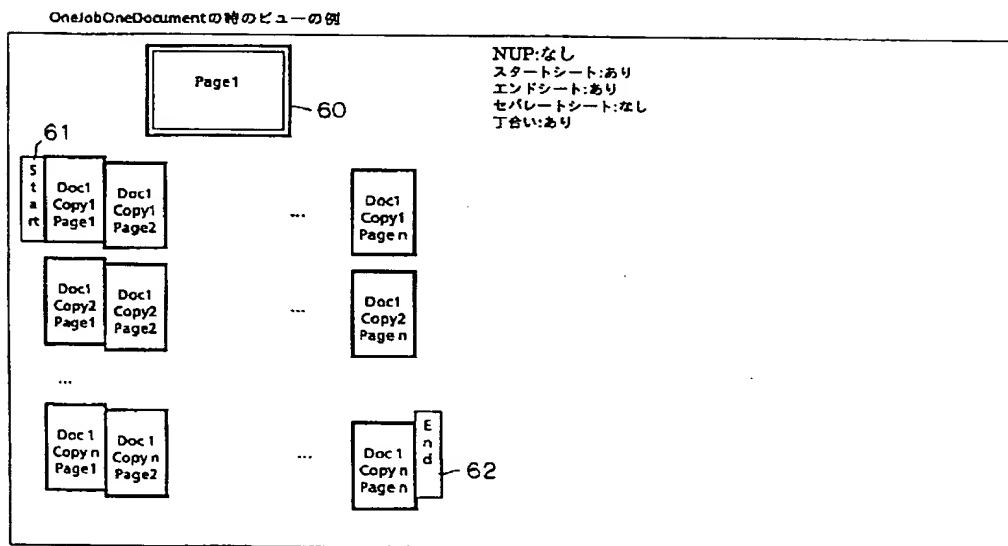 OneJobOneDocumentの時のビューの例
Page1
60
NUP:なし
スタートシート:あり
エンドシート:あり
セパレートシート:なし
丁合い:あり
61
Start
Doc1
Copy1
Page1
Doc1
Copy1
Page2
...
Doc1
Copy1
Page n
Doc1
Copy2
Page1
Doc1
Copy2
Page2
...
Doc1
Copy2
Page n
...
Doc 1
Copy n
Page1
Doc 1
Copy n
Page2
...
Doc 1
Copy n
Page n
End
62